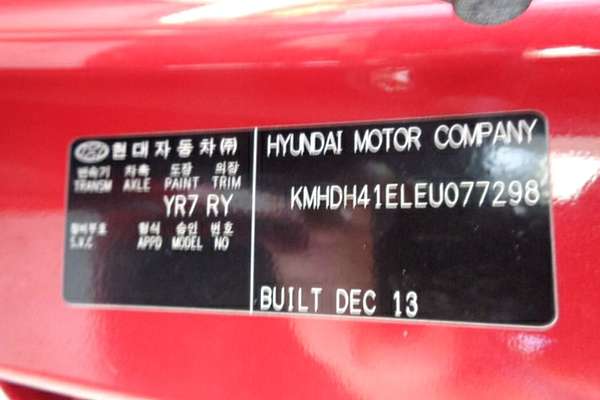 현대자동차㈜
변속기 차축 도장 의장
TRANSM AXLE PAINT TRIM
YR7 RY
형식 승인 번호
S.N.C APPD MODEL NO
HYUNDAI MOTOR COMPANY
KMHDH41ELEU077298
BUILT DEC 13